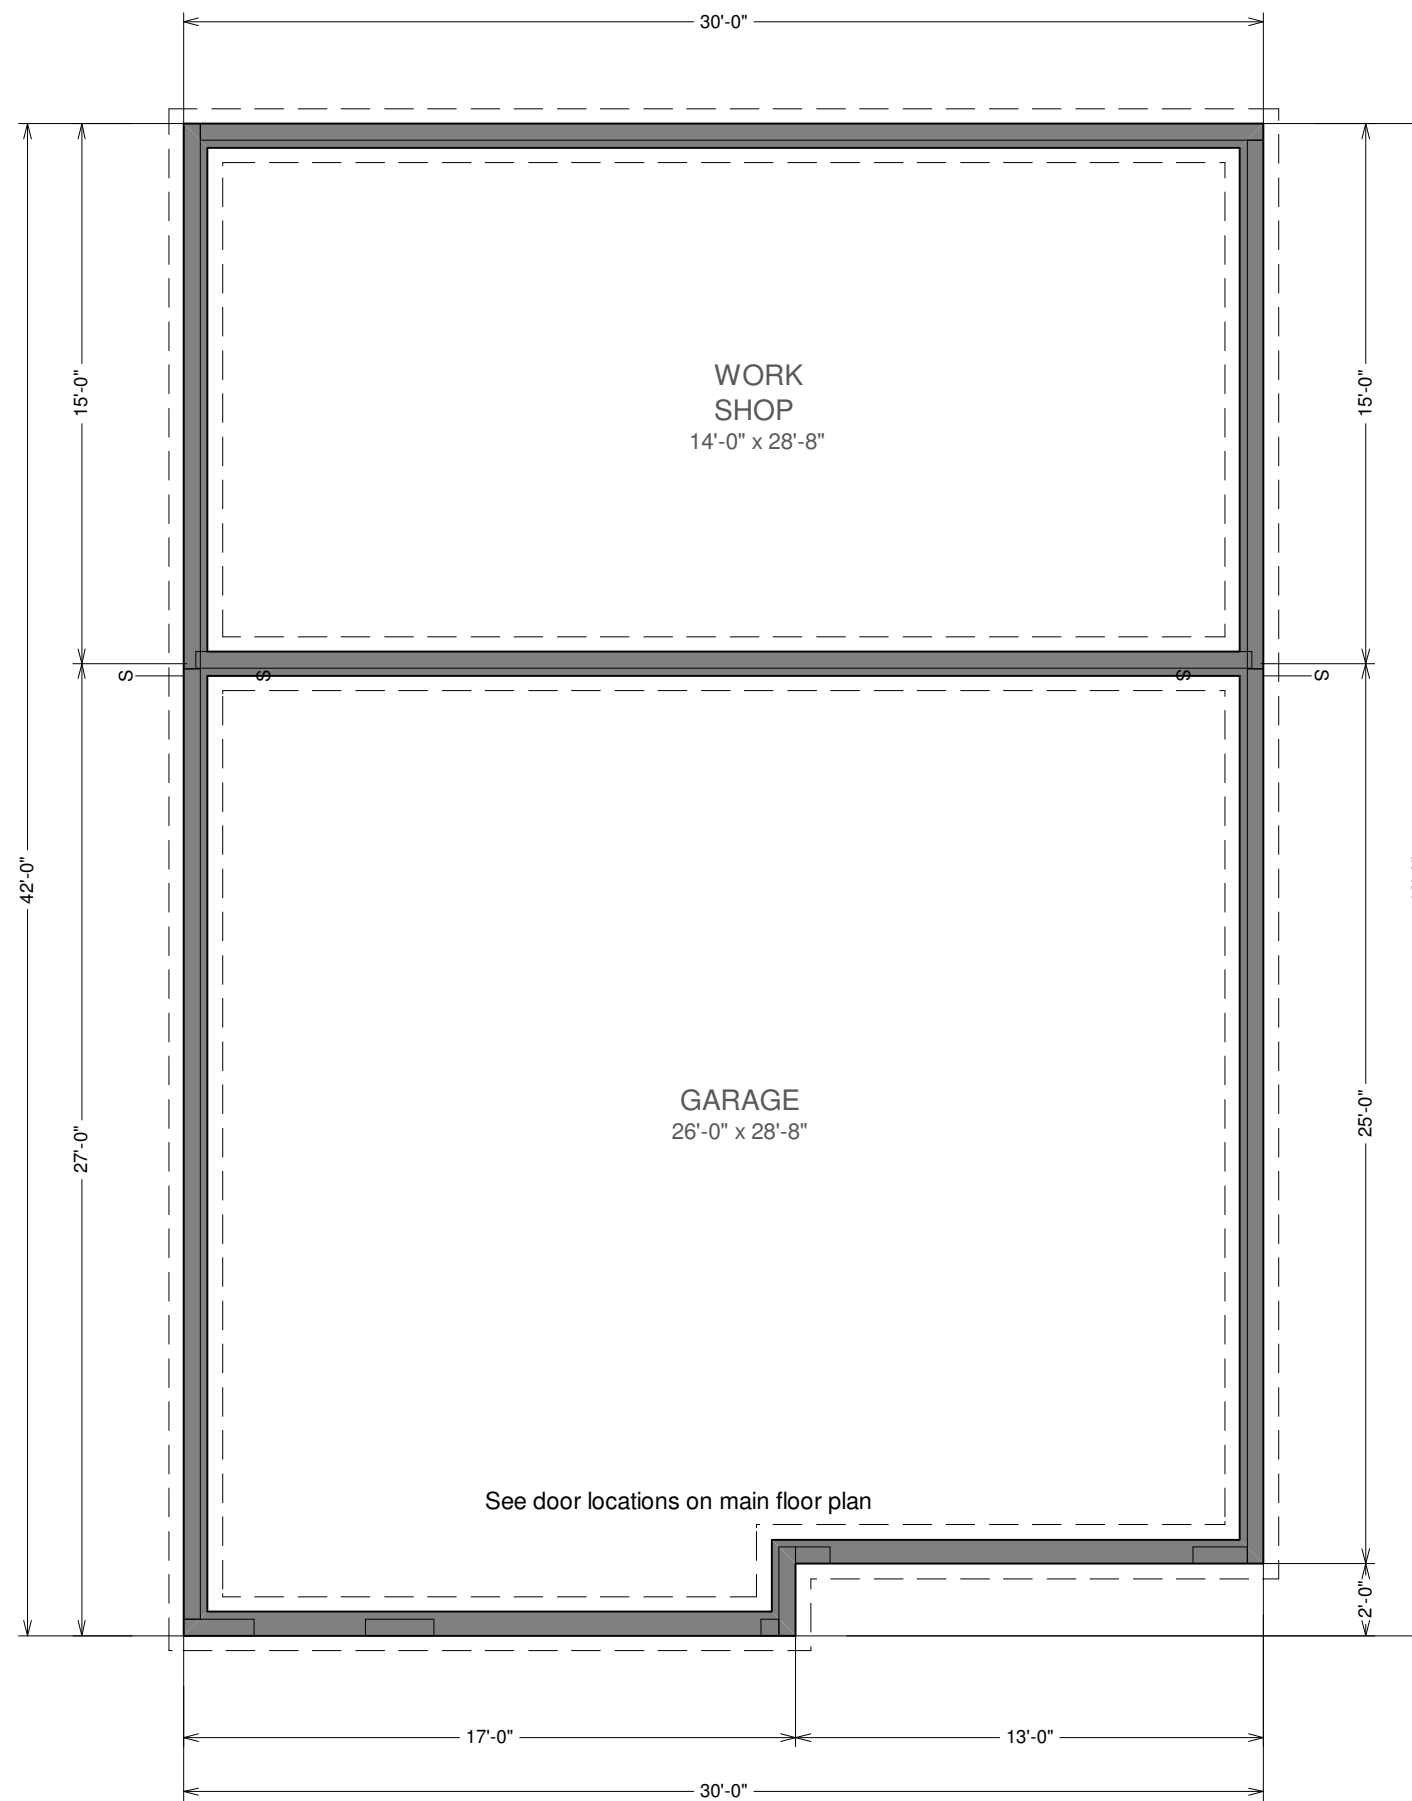 30'-0"
15'-0"
15'-0"
WORK
SHOP
14'-0" x 28'-8"
S
S
S
S
42'-0"
27'-0"
GARAGE
26'-0" x 28'-8"
25'-0"
See door locations on main floor plan
2'-0"
17'-0"
13'-0"
30'-0"